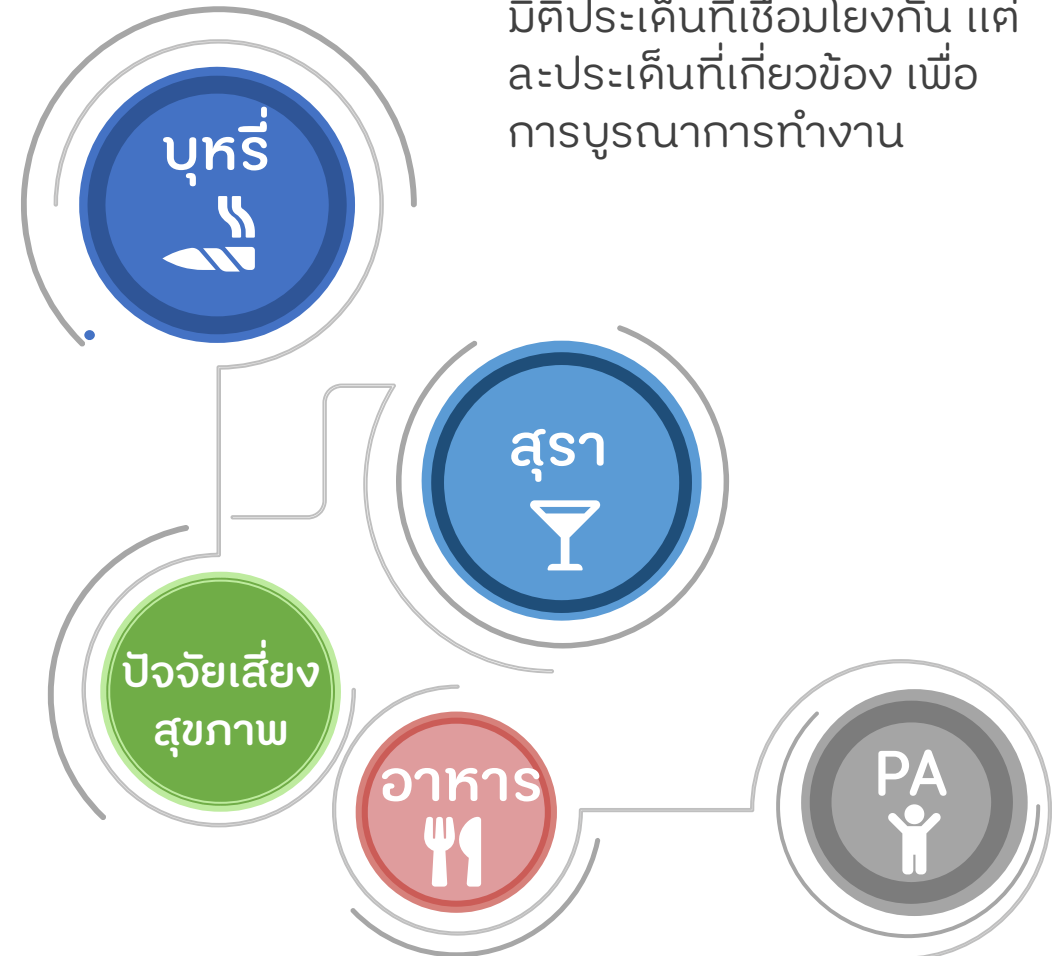 มิติประเด็นที่เชื่อมโยงกัน แต่
ละประเด็นที่เกี่ยวข้อง เพื่อ
การบูรณาการทำงาน
บุหรี่
สุรา
ปัจจัยเสี่ยง
สุขภาพ
อาหาร
PA